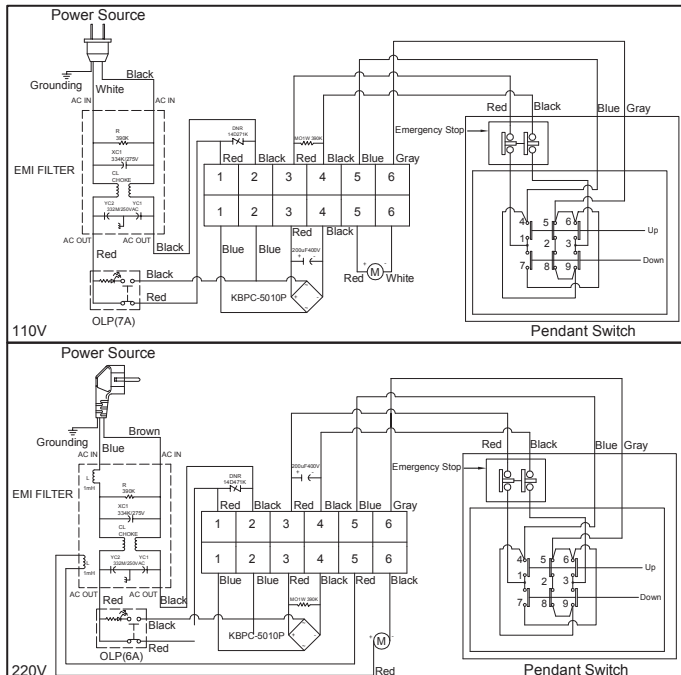 Power Source
Grounding
White
Black
AC IN
AC IN
EMI FILTER
R
390K
XC1
334K/275V
CL
CHOKE
YC2
YC1
332M/250VAC
AC OUT
AC OUT
Red
Black
Black
Red
OLP(7A)
DNR
14D271K
MO1W 390K
Red
Black
Red
Black
Blue
Gray
1
2
3
4
5
6
1
2
3
4
5
6
Blue
Blue
Red
Black
200uF400V
+
-
KBPC-5010P
+
-
Red
M
White
Red
Black
Blue
Gray
Emergency Stop
4
5
6
1
2
3
7
8
9
Up
Down
Pendant Switch
110V
Power Source
Grounding
Blue
Brown
AC IN
AC IN
L
1mH
EMI FILTER
R
390K
XC1
334K/275V
CL
CHOKE
YC2
YC1
332M/250VAC
L
1mH
AC OUT
AC OUT
Red
Black
Black
Red
OLP(6A)
DNR
14D471K
200uF400V
+
-
Red
Black
Red
Black
Blue
Gray
1
2
3
4
5
6
1
2
3
4
5
6
Blue
Blue
Red
Black
Red
Black
MO1W 390K
KBPC-5010P
+
-
M
Red
Red
Black
Blue
Gray
Emergency Stop
4
5
6
1
2
3
7
8
9
Up
Down
Pendant Switch
220V